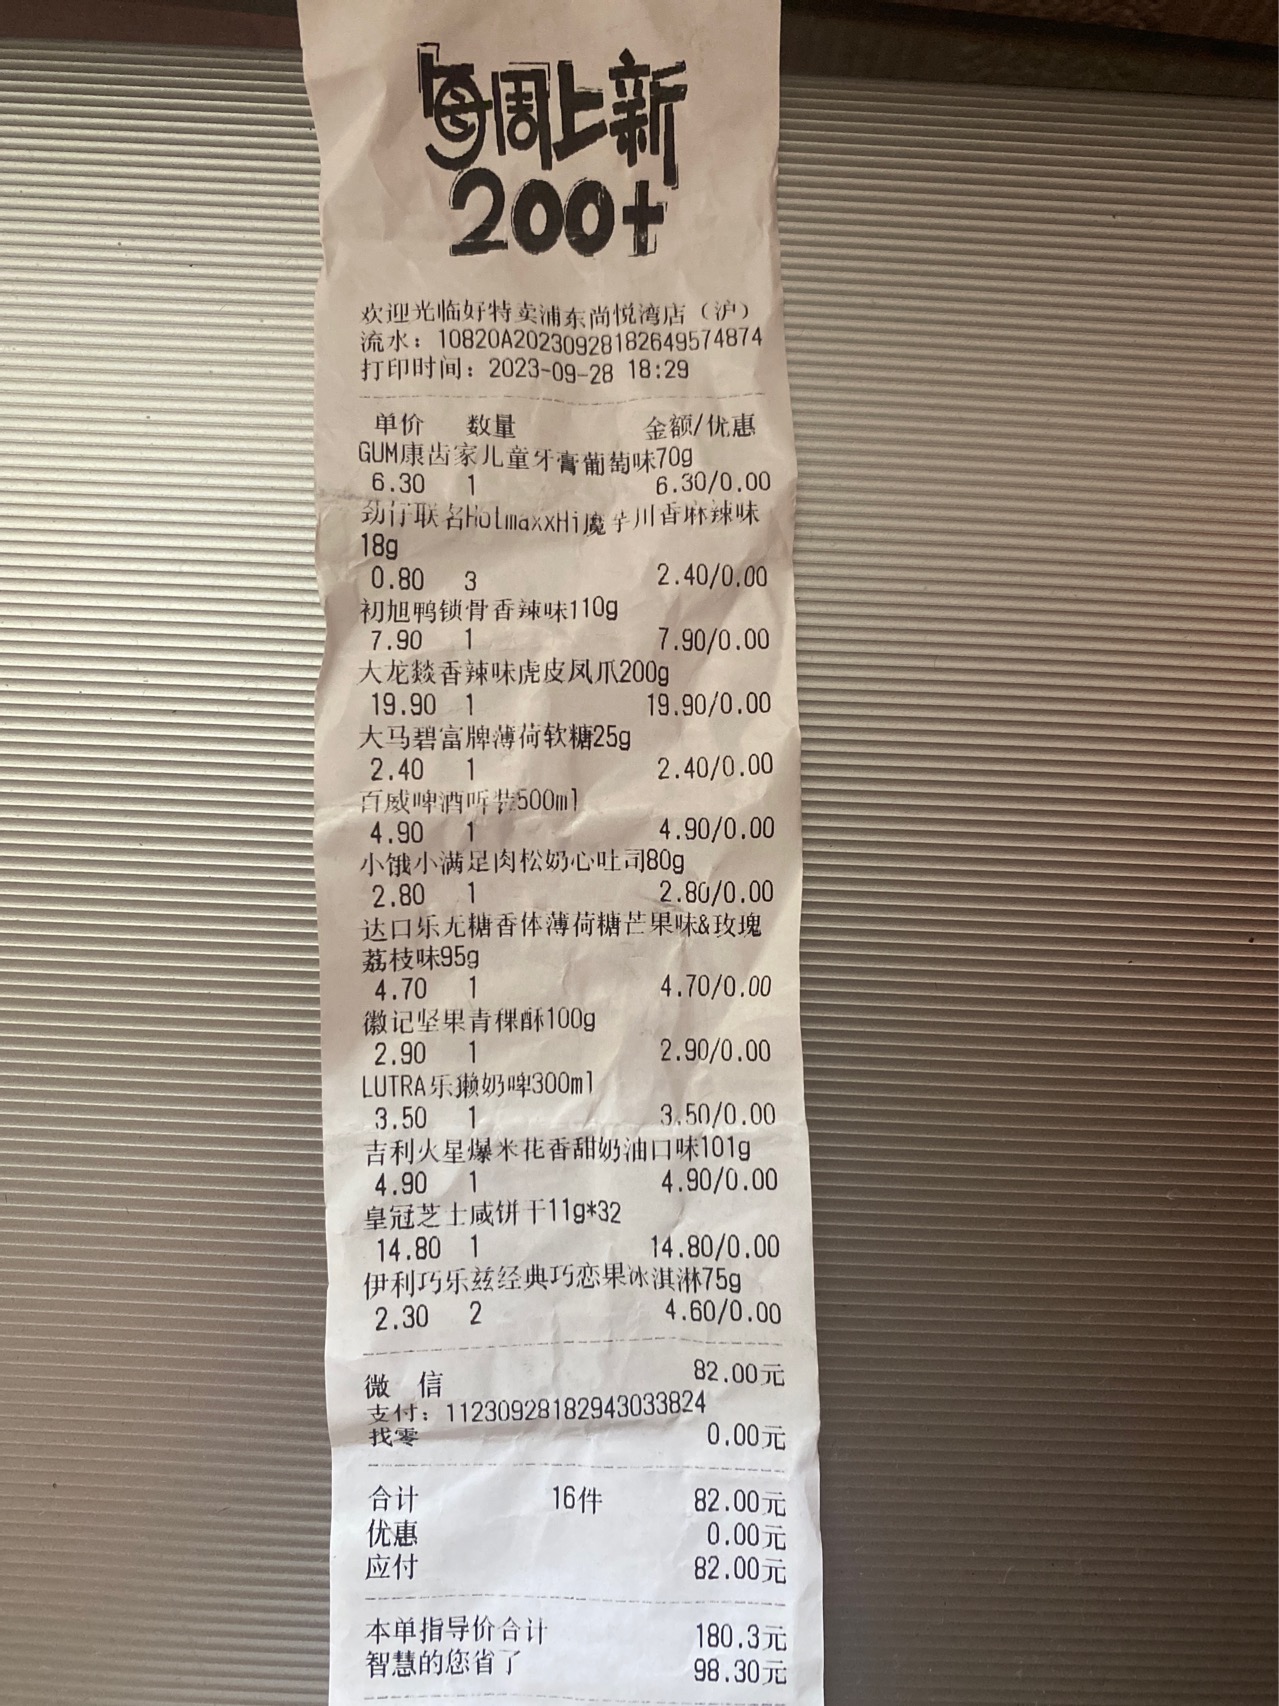 每周上新
200+
欢迎光临好特卖浦东尚悦湾店（沪）
流水：10820A20230928182649574874
打印时间：2023-09-28 18:29
单价 数量 金额/优惠
GUM康齿家儿童牙膏葡萄味70g
6.30 1 6.30/0.00
劲仔联名HotmaxxHi魔芋川香麻辣味
18g
0.80 3 2.40/0.00
初旭鸭锁骨香辣味110g
7.90 1 7.90/0.00
大龙燚香辣味虎皮凤爪200g
19.90 1 19.90/0.00
大马碧富牌薄荷软糖25g
2.40 1 2.40/0.00
百威啤酒听装500ml
4.90 1 4.90/0.00
小饿小满足肉松奶心吐司80g
2.80 1 2.80/0.00
达口乐无糖香体薄荷糖芒果味&玫瑰
荔枝味95g
4.70 1 4.70/0.00
徽记坚果青稞酥100g
2.90 1 2.90/0.00
LUTRA乐獭奶啤300ml
3.50 1 3.50/0.00
吉利火星爆米花香甜奶油口味101g
4.90 1 4.90/0.00
皇冠芝士咸饼干11g*32
14.80 1 14.80/0.00
伊利巧乐兹经典巧恋果冰淇淋75g
2.30 2 4.60/0.00
微 信 82.00元
支付：112309281829430338​24
找零 0.00元
合计 16件 82.00元
优惠 0.00元
应付 82.00元
本单指导价合计 180.3元
智慧的您省了 98.30元